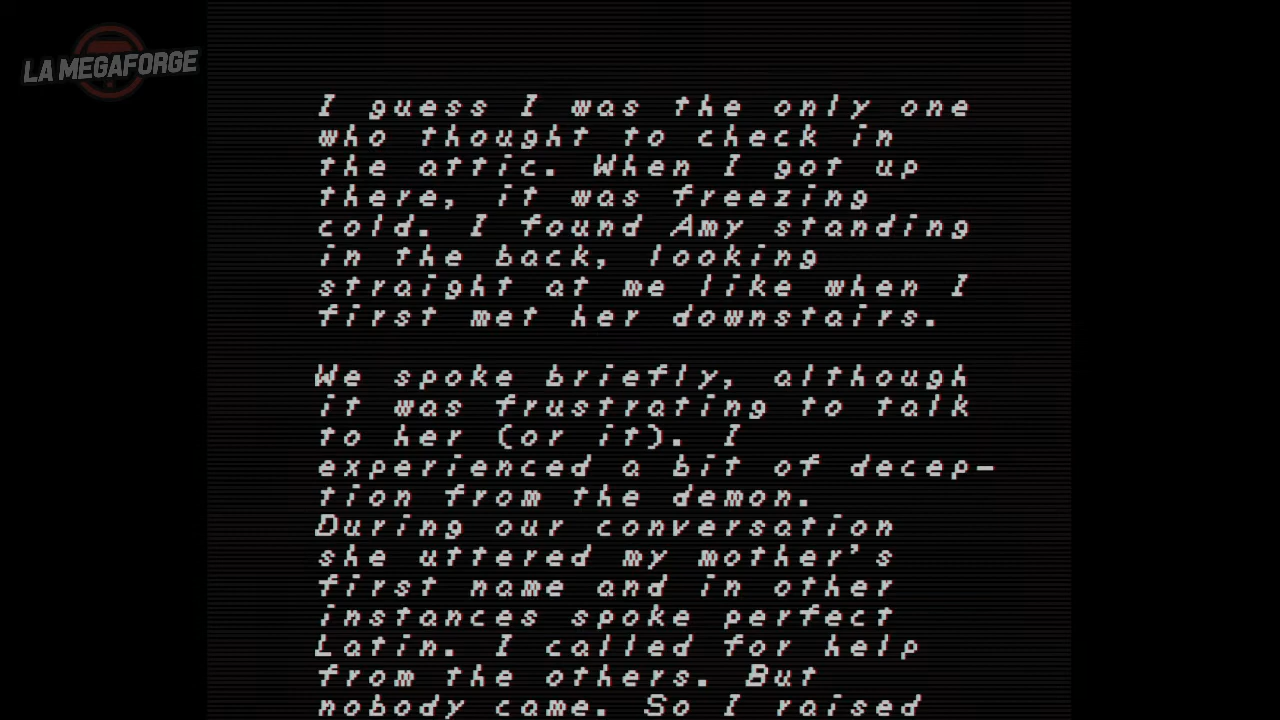 LA MEGAFORGE
I guess I was the only one
who thought to check in
the attic. When I got up
there, it was freezing
cold. I found Amy standing
in the back, looking
straight at me like when I
first met her downstairs.
We spoke briefly, although
it was frustrating to talk
to her (or it). I
experienced a bit of decep-
tion from the demon.
During our conversation
she uttered my mother's
first name and in other
instances spoke perfect
Latin. I called for help
from the others. But
nobody came. So I raised